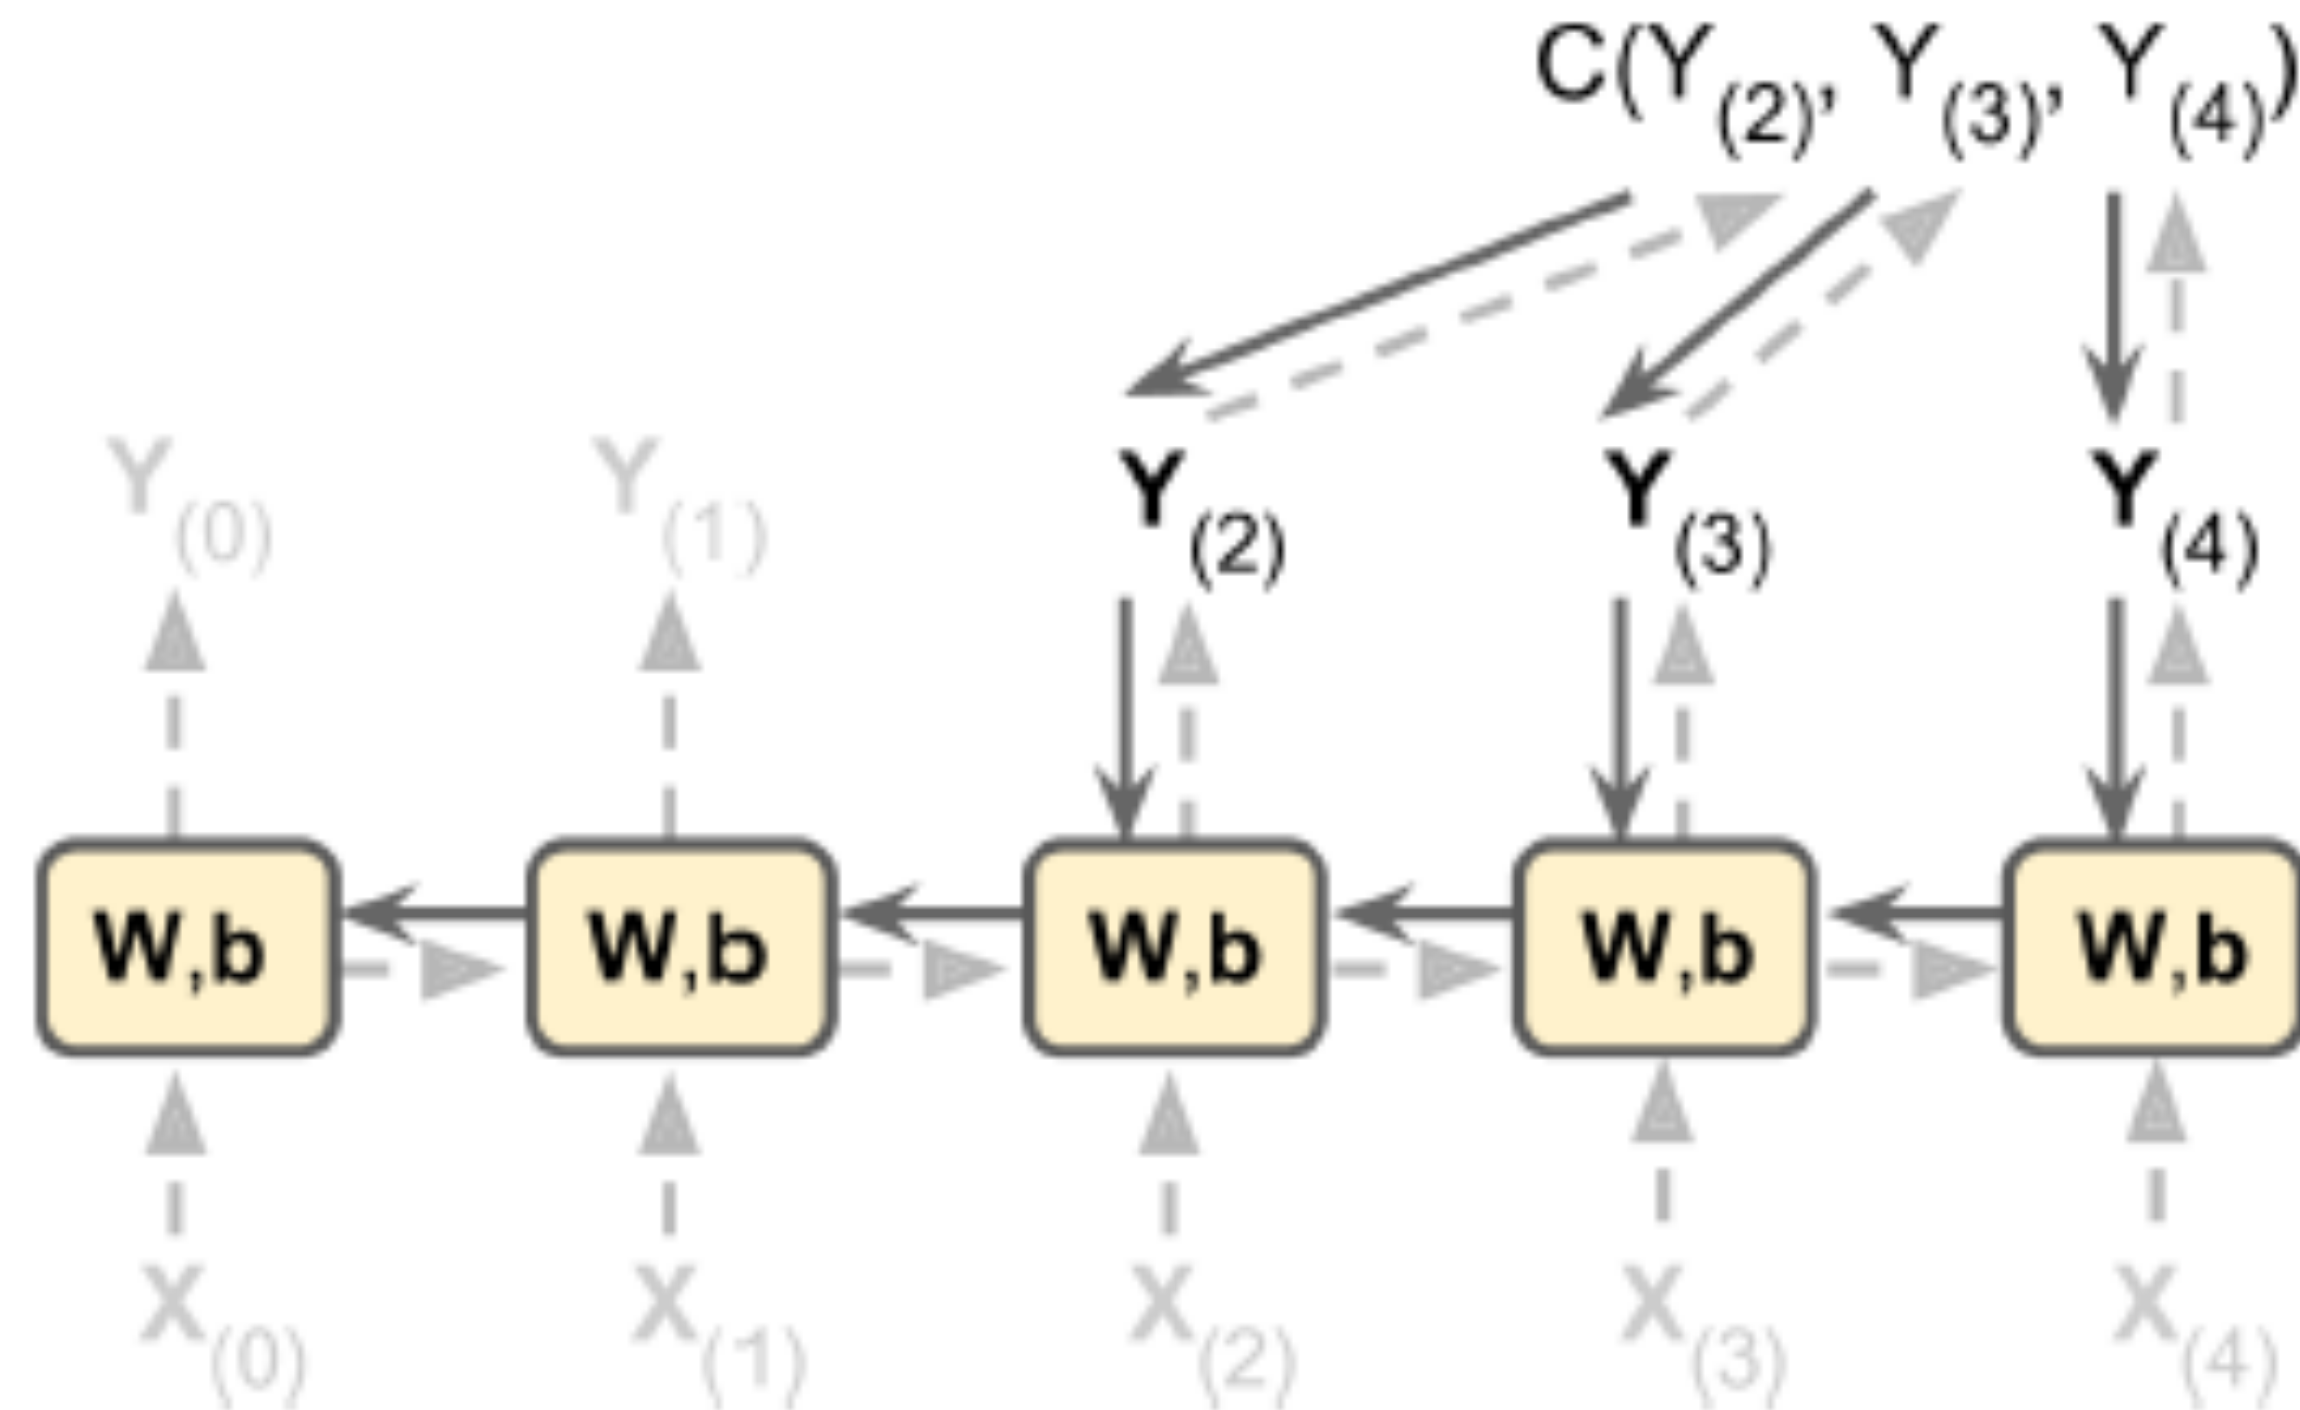 C(Y(2), Y(3), Y(4))
Y(0) Y(1) Y(2) Y(3) Y(4)
W,b W,b W,b W,b W,b
X(0) X(1) X(2) X(3) X(4)